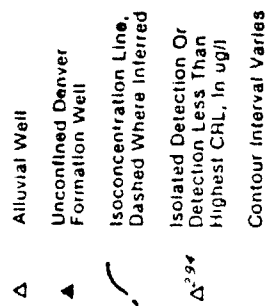 Alluvial Well
Unconfined Denver
Formation Well
Isoconcentration Line,
Dashed Where Inferred
294
Isolated Detection Or
Detection Less Than
Highest CRL, In ug/l
Contour Interval Varies